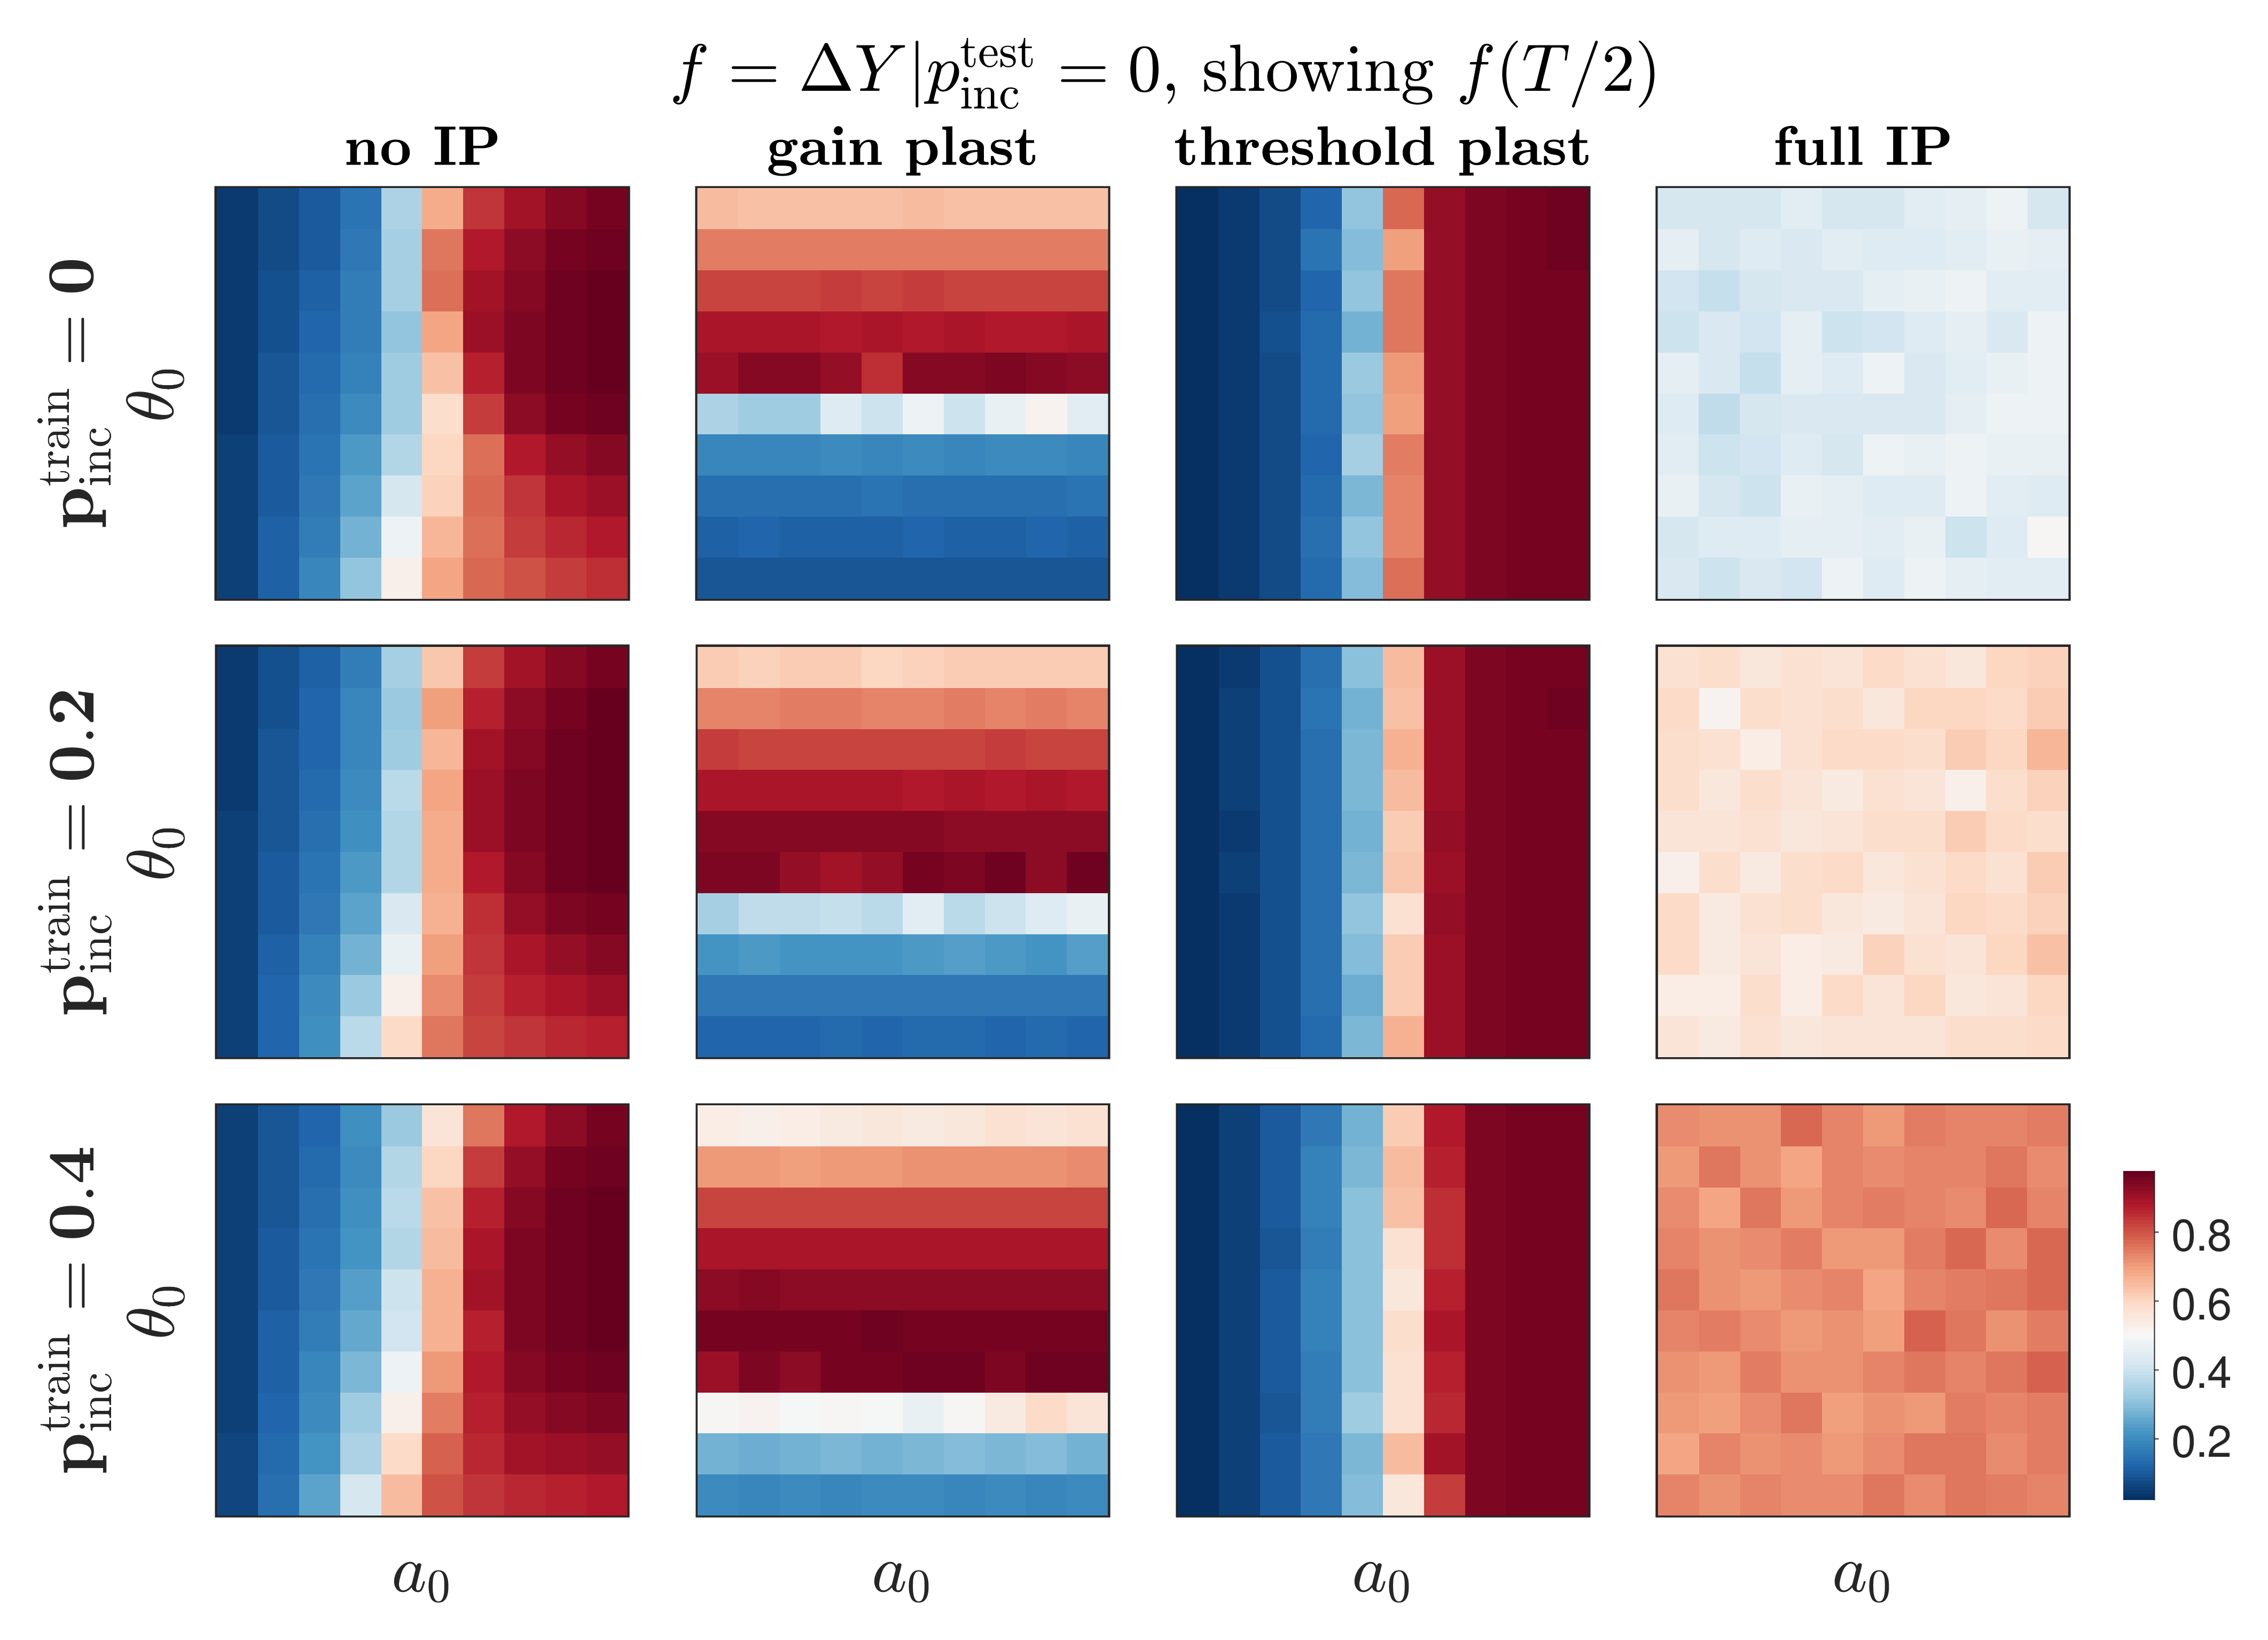 f = ΔY|p_inc^test = 0, showing f(T/2)
no IP gain plast threshold plast full IP
p_inc^train = 0
θ₀
p_inc^train = 0.2
θ₀
p_inc^train = 0.4
θ₀
0.8
0.6
0.4
0.2
a₀ a₀ a₀ a₀